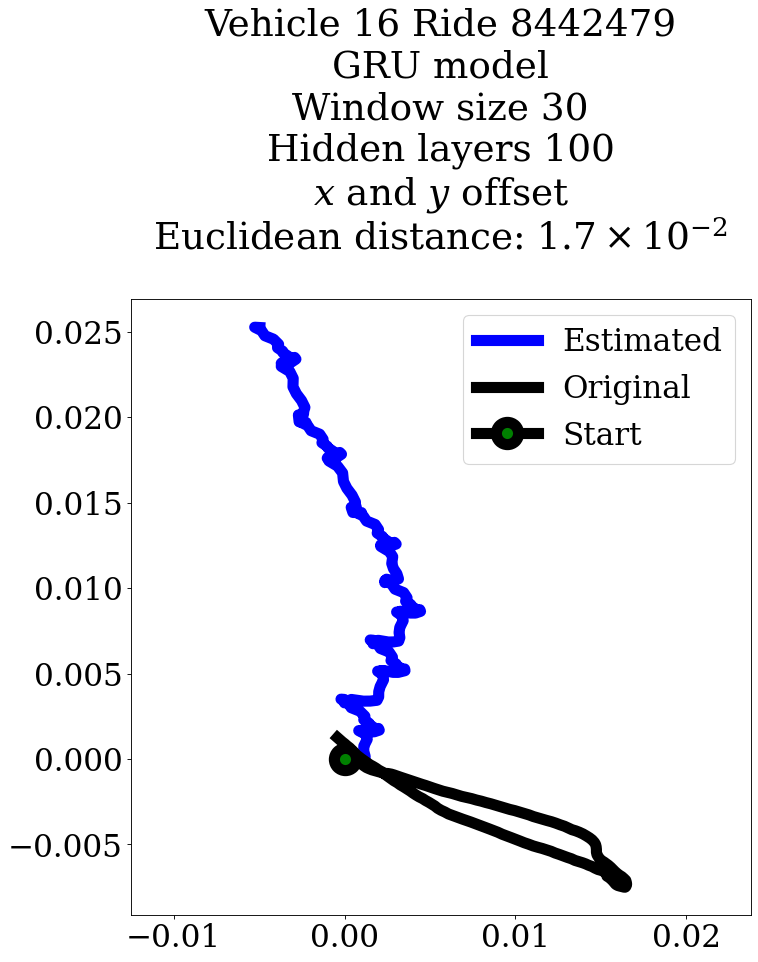 Vehicle 16 Ride 8442479
GRU model
Window size 30
Hidden layers 100
x and y offset
Euclidean distance: 1.7 × 10⁻²
Estimated
Original
Start
0.025
0.020
0.015
0.010
0.005
0.000
−0.005
−0.01
0.00
0.01
0.02